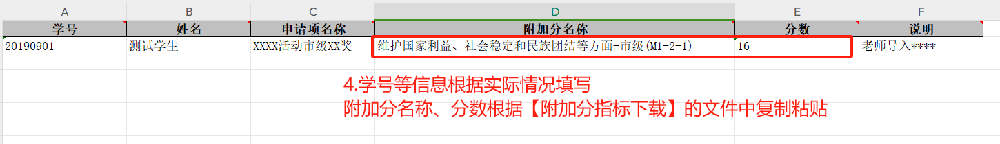 A B C D E F
学号 姓名 申请项名称 附加分名称 分数 说明
20190901 测试学生 XXXX活动市级XX奖 维护国家利益、社会稳定和民族团结等方面-市级(M1-2-1) 16 老师导入****
4.学号等信息根据实际情况填写
附加分名称、分数根据【附加分指标下载】的文件中复制粘贴